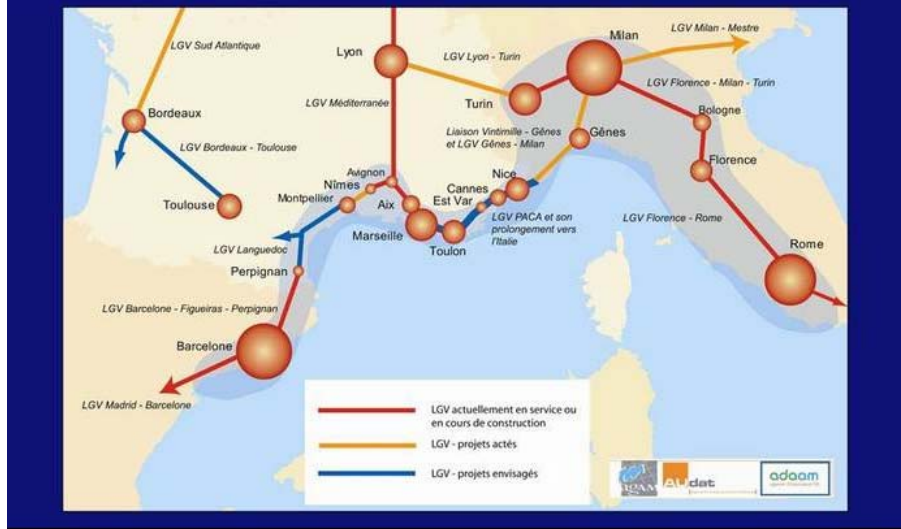 LGV Sud Atlantique
Lyon
LGV Lyon - Turin
Milan
LGV Milan - Mestre
LGV Florence - Milan - Turin
Turin
LGV Méditerranée
Bordeaux
Bologne
Liaison Vintimille - Gênes
et LGV Gênes - Milan
Gênes
LGV Bordeaux - Toulouse
Florence
Avignon
Nîmes
Nice
Montpellier
Cannes
Est Var
Toulouse
Aix
LGV PACA et son
prolongement vers
l'Italie
LGV Florence - Rome
Marseille
Toulon
Rome
LGV Languedoc
Perpignan
LGV Barcelone - Figueiras - Perpignan
Barcelone
LGV Madrid - Barcelone
LGV actuellement en service ou
en cours de construction
LGV - projets actés
LGV - projets envisagés
AUdat
adaam